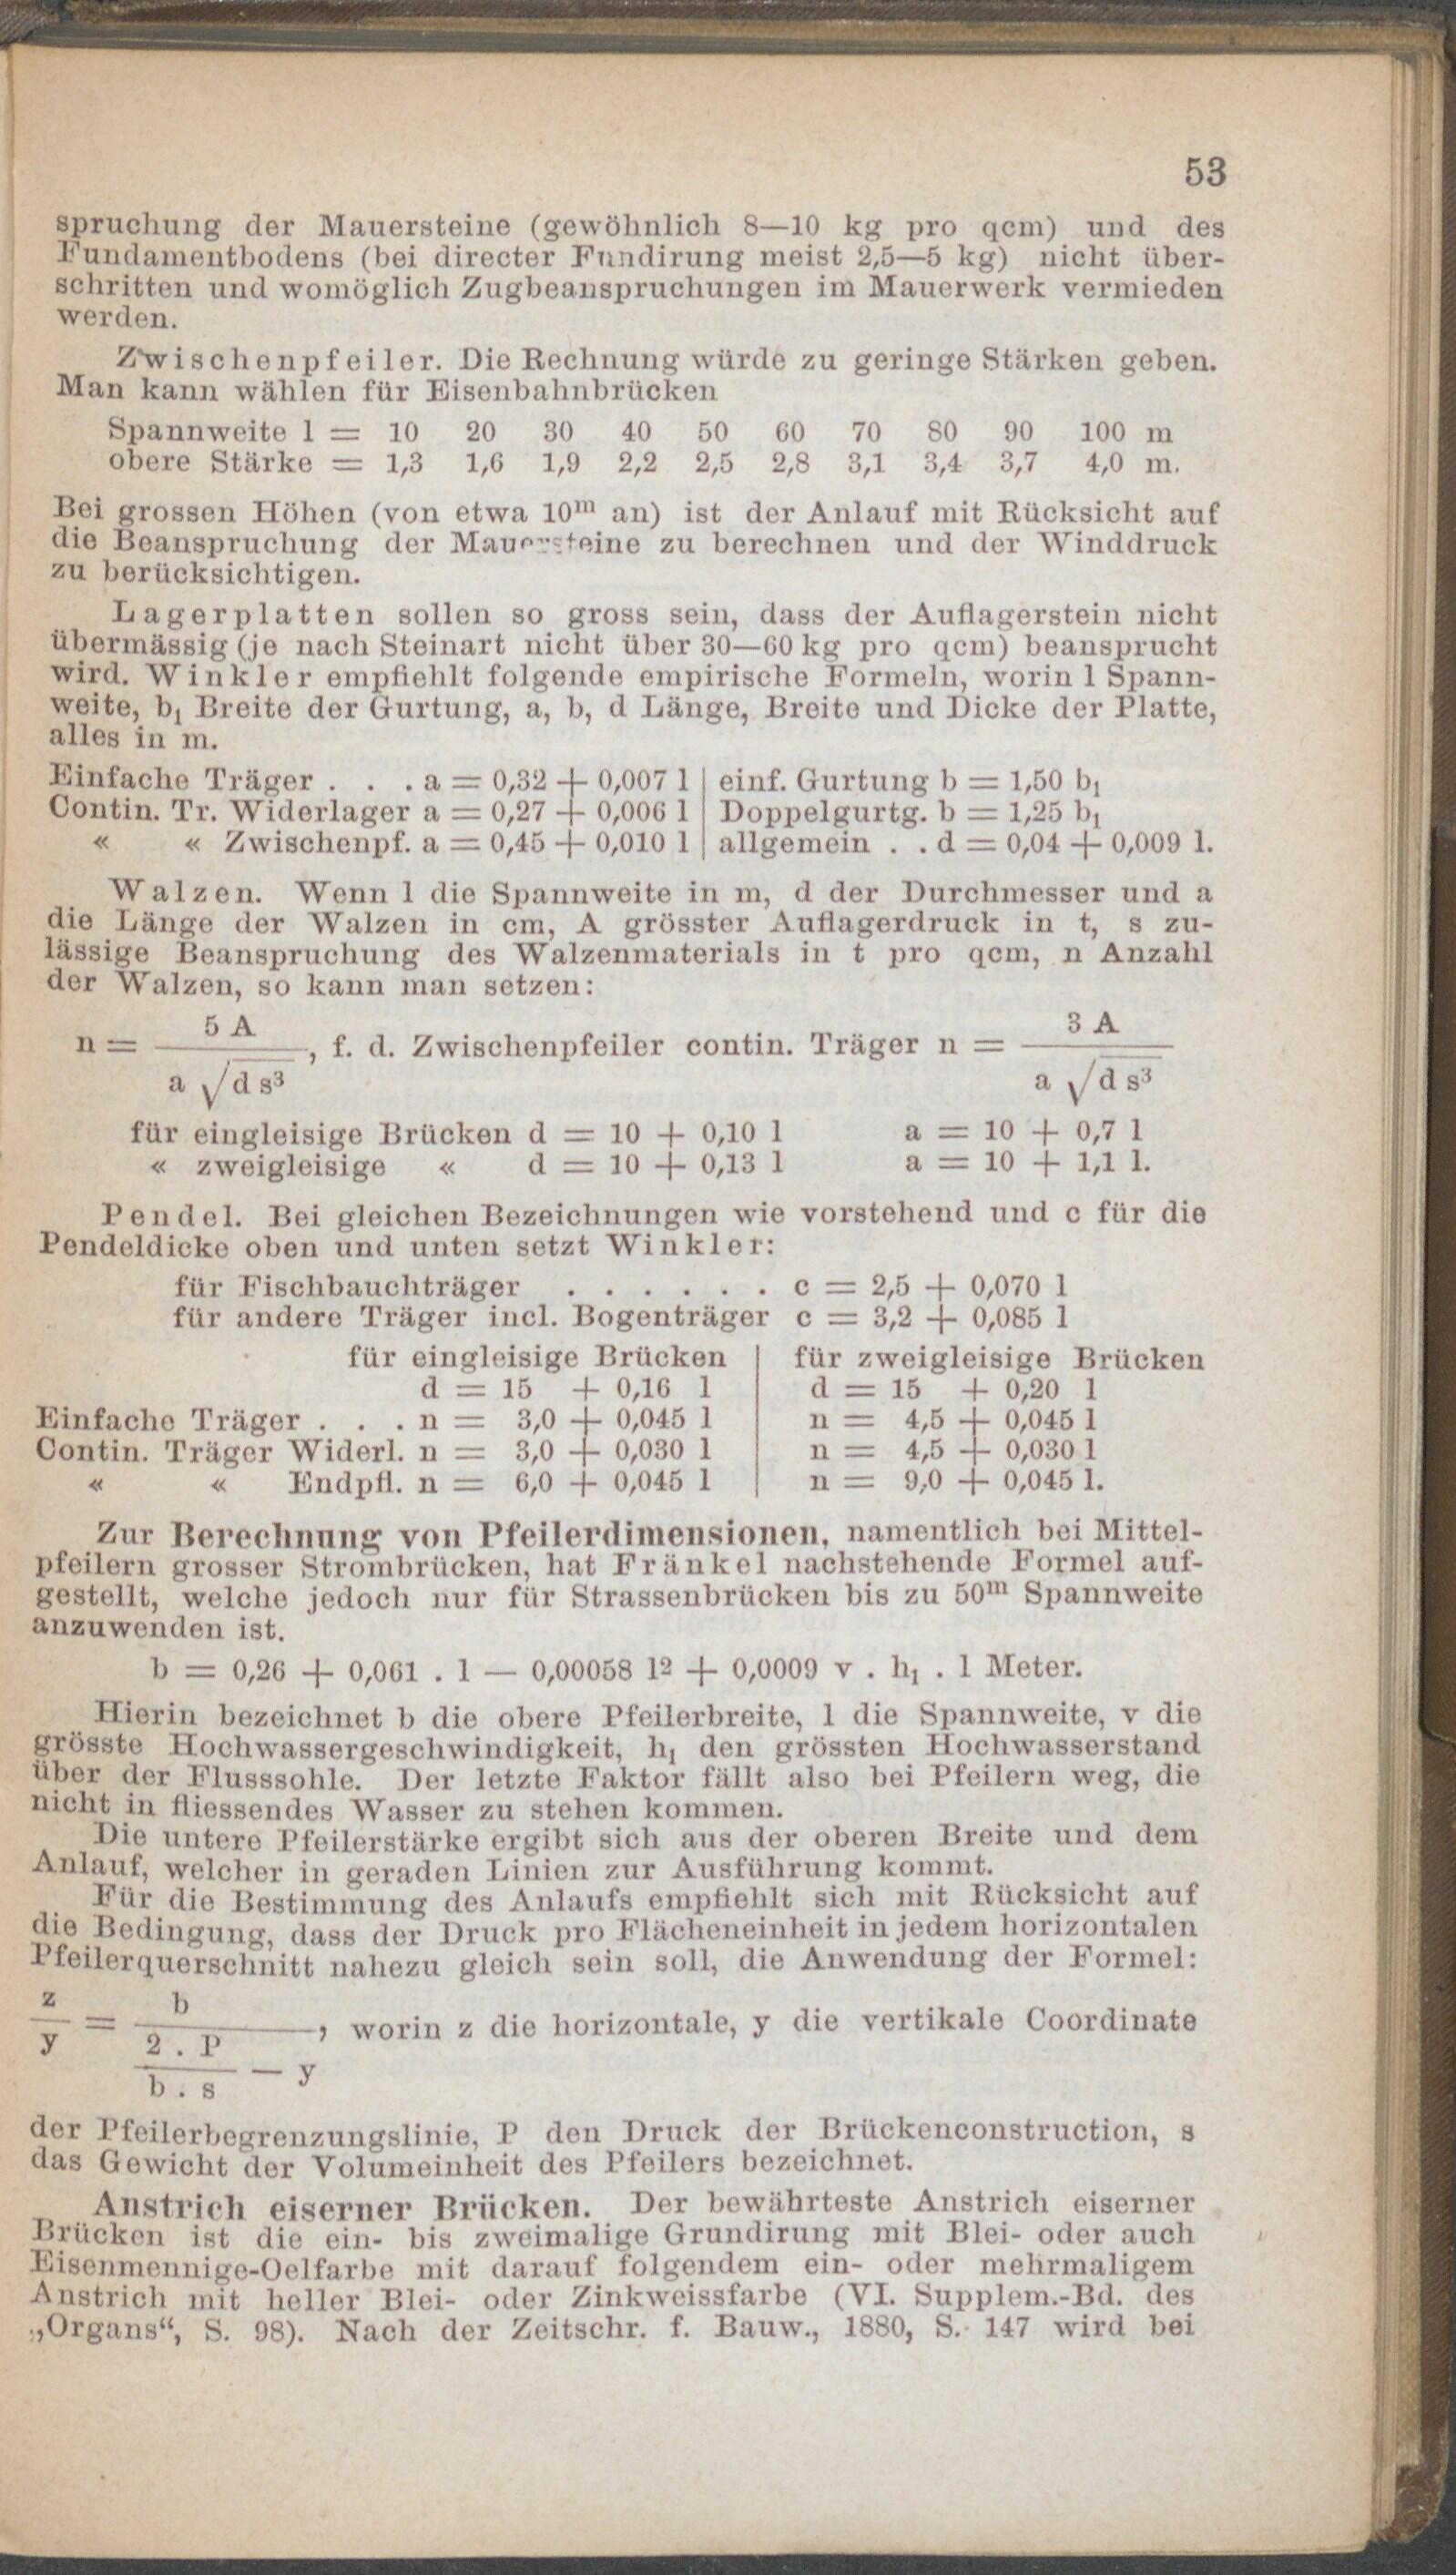 53
spruchung der Mauersteine (gewöhnlich 8—10 kg pro qcm) und des
Fundamentbodens (bei directer Fundirung meist 2,5—5 kg) nicht über-
schritten und womöglich Zugbeanspruchungen im Mauerwerk vermieden
werden.
Zwischenpfeiler. Die Rechnung würde zu geringe Stärken geben.
Man kann wählen für Eisenbahnbrücken
Spannweite l = 10 20 30 40 50 60 70 80 90 100 m
obere Stärke = 1,3 1,6 1,9 2,2 2,5 2,8 3,1 3,4 3,7 4,0 m.
Bei grossen Höhen (von etwa 10ᵐ an) ist der Anlauf mit Rücksicht auf
die Beanspruchung der Mauersteine zu berechnen und der Winddruck
zu berücksichtigen.
Lagerplatten sollen so gross sein, dass der Auflagerstein nicht
übermässig (je nach Steinart nicht über 30—60 kg pro qcm) beansprucht
wird. Winkler empfiehlt folgende empirische Formeln, worin l Spann-
weite, b₁ Breite der Gurtung, a, b, d Länge, Breite und Dicke der Platte,
alles in m.
Einfache Träger . . . a = 0,32 + 0,007 l | einf. Gurtung b = 1,50 b₁
Contin. Tr. Widerlager a = 0,27 + 0,006 l | Doppelgurtg. b = 1,25 b₁
« « Zwischenpf. a = 0,45 + 0,010 l | allgemein . . d = 0,04 + 0,009 l.
Walzen. Wenn l die Spannweite in m, d der Durchmesser und a
die Länge der Walzen in cm, A grösster Auflagerdruck in t, s zu-
lässige Beanspruchung des Walzenmaterials in t pro qcm, n Anzahl
der Walzen, so kann man setzen:
n = 5 A / a √d s³, f. d. Zwischenpfeiler contin. Träger n = 3 A / a √d s³
für eingleisige Brücken d = 10 + 0,10 l a = 10 + 0,7 l
« zweigleisige « d = 10 + 0,13 l a = 10 + 1,1 l.
Pendel. Bei gleichen Bezeichnungen wie vorstehend und c für die
Pendeldicke oben und unten setzt Winkler:
für Fischbauchträger . . . . . . c = 2,5 + 0,070 l
für andere Träger incl. Bogenträger c = 3,2 + 0,085 l
für eingleisige Brücken | für zweigleisige Brücken
d = 15 + 0,16 l | d = 15 + 0,20 l
Einfache Träger . . . n = 3,0 + 0,045 l | n = 4,5 + 0,045 l
Contin. Träger Widerl. n = 3,0 + 0,030 l | n = 4,5 + 0,030 l
« « Endpfl. n = 6,0 + 0,045 l | n = 9,0 + 0,045 l.
Zur Berechnung von Pfeilerdimensionen, namentlich bei Mittel-
pfeilern grosser Strombrücken, hat Fränkel nachstehende Formel auf-
gestellt, welche jedoch nur für Strassenbrücken bis zu 50ᵐ Spannweite
anzuwenden ist.
b = 0,26 + 0,061 . l — 0,00058 l² + 0,0009 v . h₁ . l Meter.
Hierin bezeichnet b die obere Pfeilerbreite, l die Spannweite, v die
grösste Hochwassergeschwindigkeit, h₁ den grössten Hochwasserstand
über der Flusssohle. Der letzte Faktor fällt also bei Pfeilern weg, die
nicht in fliessendes Wasser zu stehen kommen.
Die untere Pfeilerstärke ergibt sich aus der oberen Breite und dem
Anlauf, welcher in geraden Linien zur Ausführung kommt.
Für die Bestimmung des Anlaufs empfiehlt sich mit Rücksicht auf
die Bedingung, dass der Druck pro Flächeneinheit in jedem horizontalen
Pfeilerquerschnitt nahezu gleich sein soll, die Anwendung der Formel:
z / y = b / (2 . P / b . s — y), worin z die horizontale, y die vertikale Coordinate
der Pfeilerbegrenzungslinie, P den Druck der Brückenconstruction, s
das Gewicht der Volumeinheit des Pfeilers bezeichnet.
Anstrich eiserner Brücken. Der bewährteste Anstrich eiserner
Brücken ist die ein- bis zweimalige Grundirung mit Blei- oder auch
Eisenmennige-Oelfarbe mit darauf folgendem ein- oder mehrmaligem
Anstrich mit heller Blei- oder Zinkweissfarbe (VI. Supplem.-Bd. des
„Organs“, S. 98). Nach der Zeitschr. f. Bauw., 1880, S. 147 wird bei